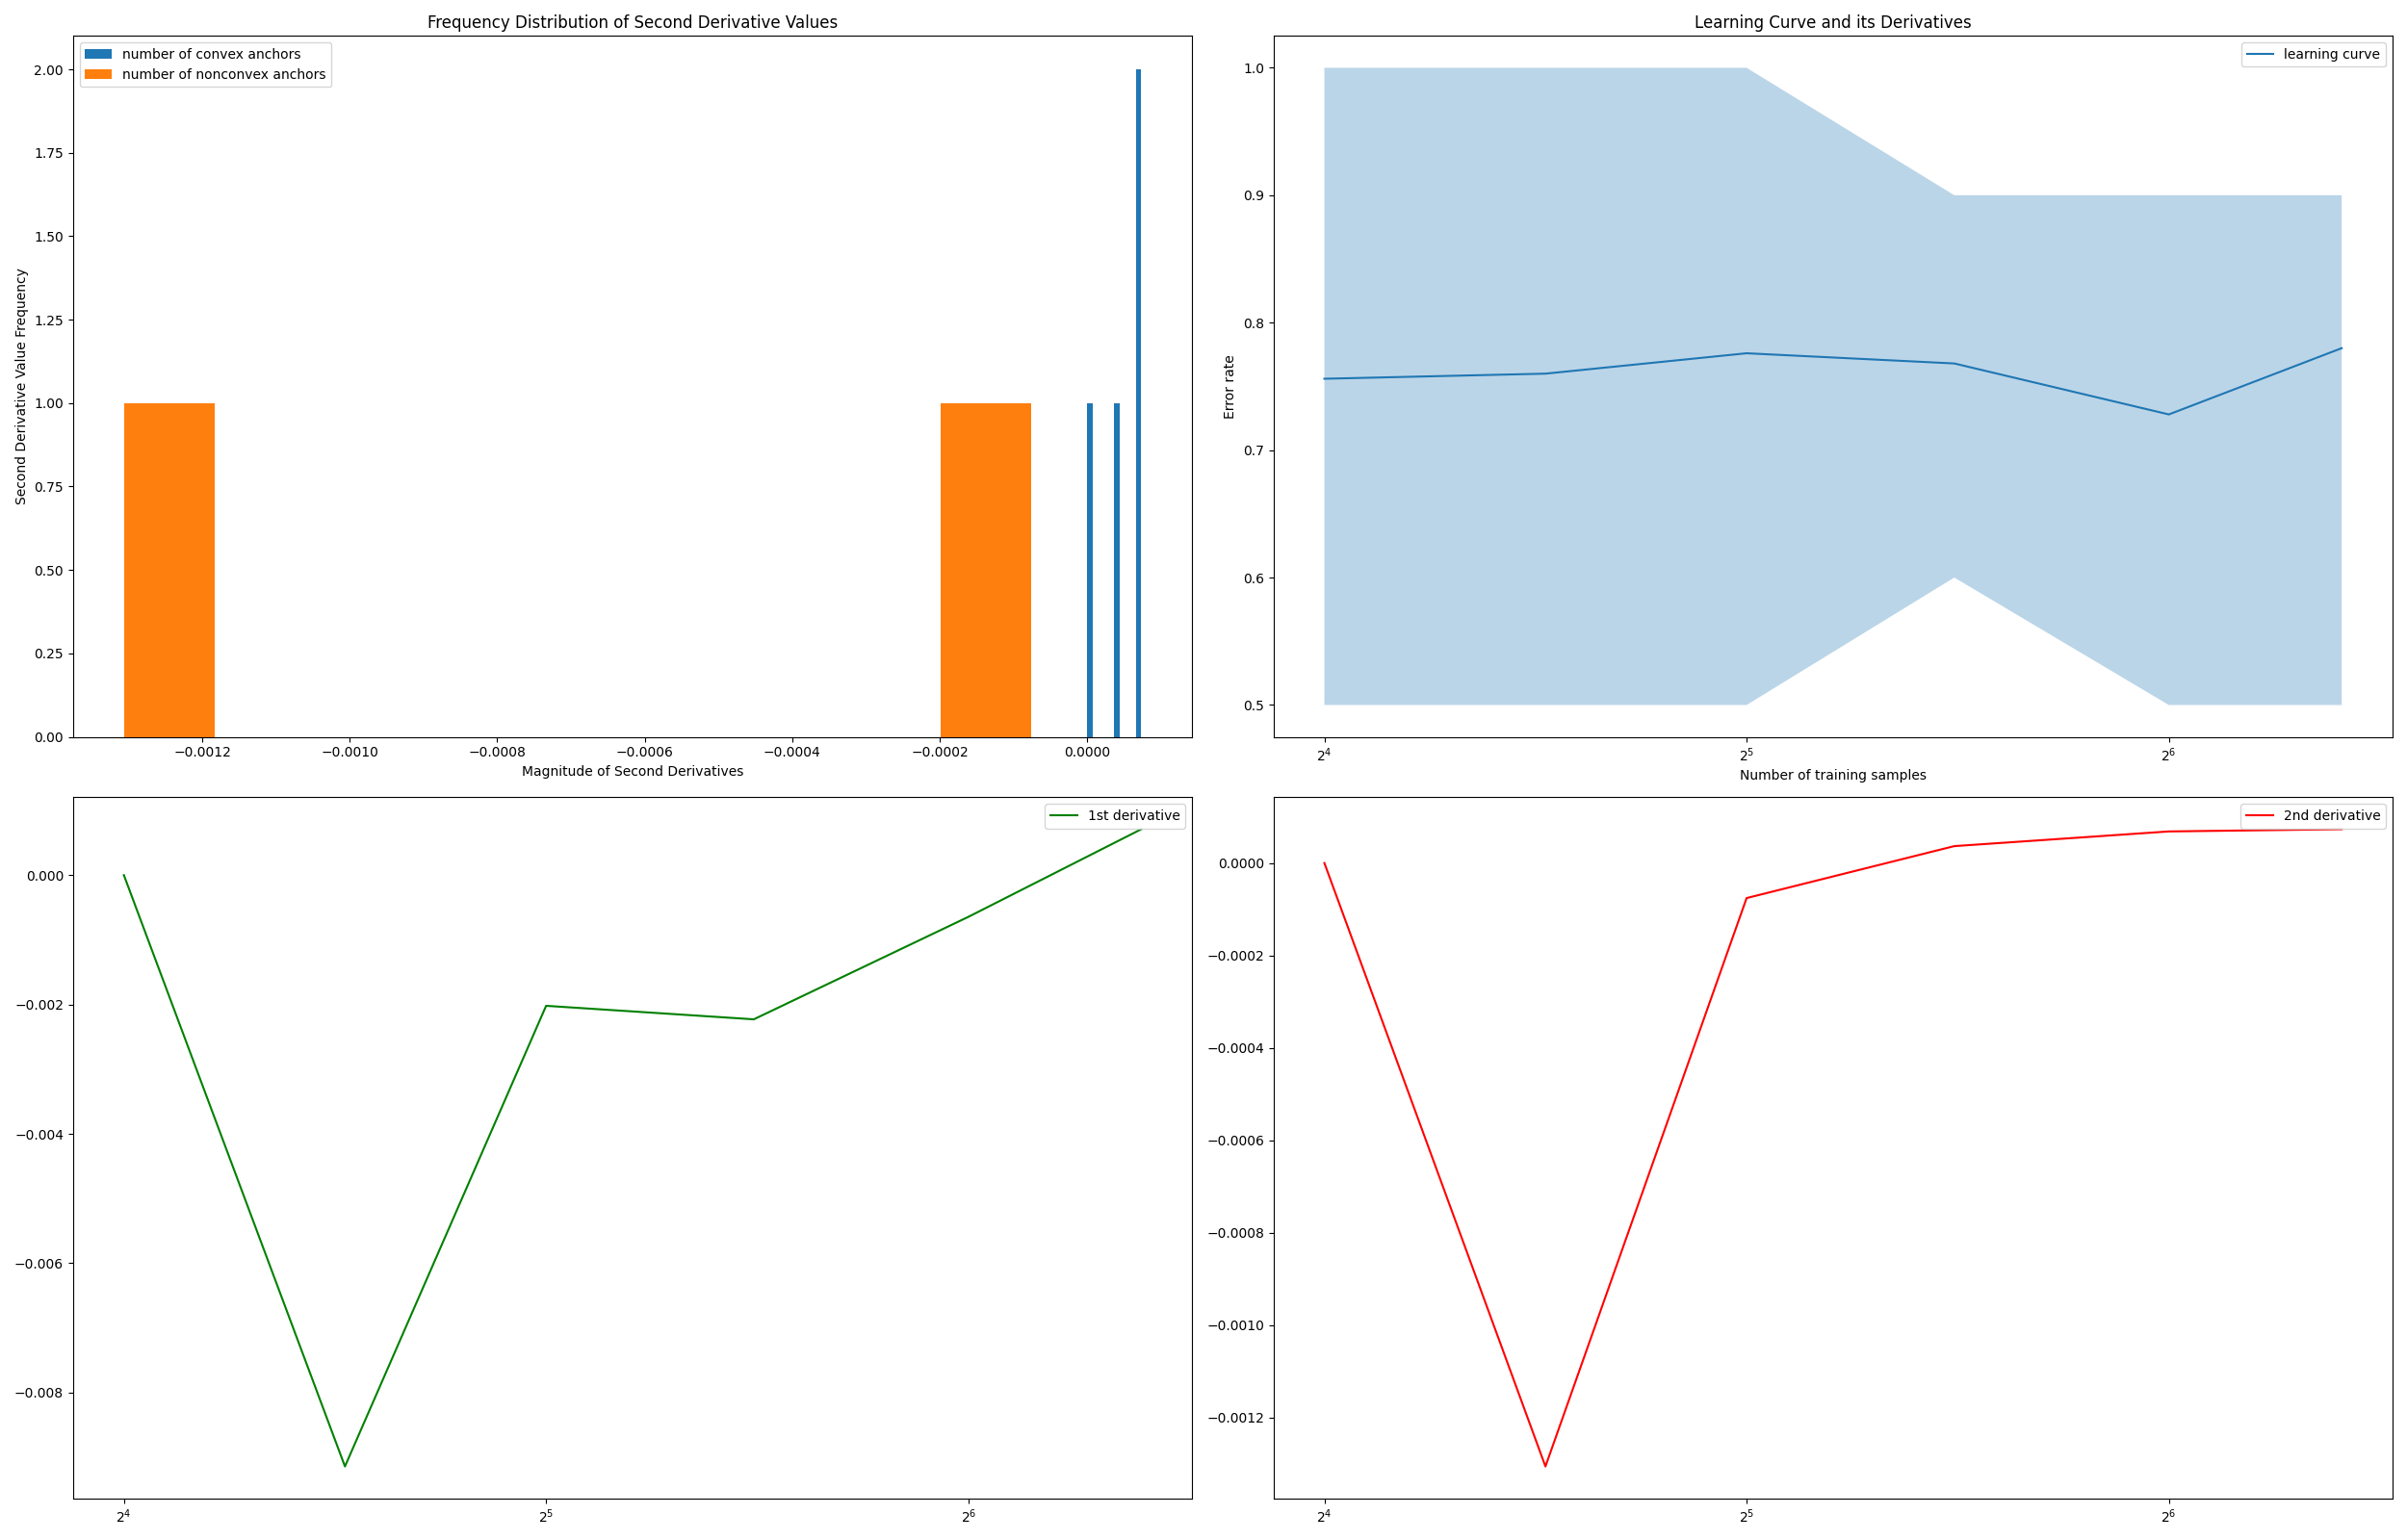 Frequency Distribution of Second Derivative Values
number of convex anchors
number of nonconvex anchors
2.00
1.75
1.50
1.25
1.00
0.75
0.50
0.25
0.00
Second Derivative Value Frequency
−0.0012 −0.0010 −0.0008 −0.0006 −0.0004 −0.0002 0.0000
Magnitude of Second Derivatives
Learning Curve and its Derivatives
learning curve
1.0
0.9
0.8
0.7
0.6
0.5
Error rate
2⁴ 2⁵ 2⁶
Number of training samples
1st derivative
0.000
−0.002
−0.004
−0.006
−0.008
2⁴ 2⁵ 2⁶
2nd derivative
0.0000
−0.0002
−0.0004
−0.0006
−0.0008
−0.0010
−0.0012
2⁴ 2⁵ 2⁶